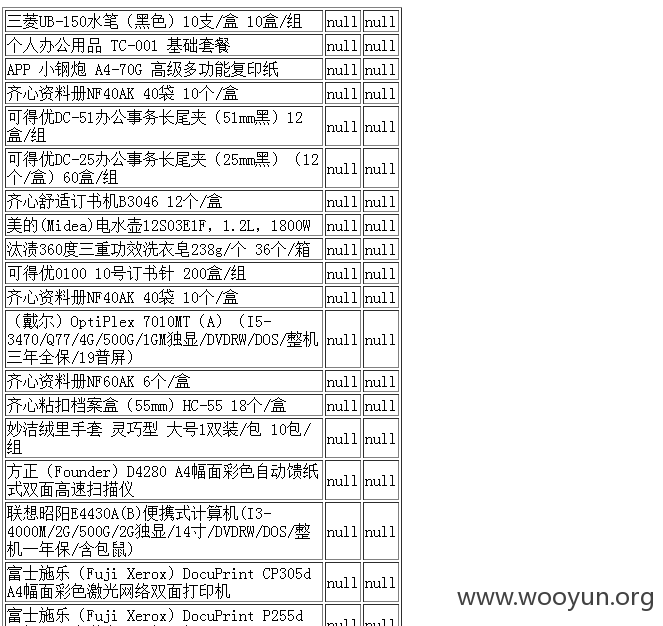 三菱UB-150水笔（黑色）10支/盒 10盒/组 null null
个人办公用品 TC-001 基础套餐 null null
APP 小钢炮 A4-70G 高级多功能复印纸 null null
齐心资料册NF40AK 40袋 10个/盒 null null
可得优DC-51办公事务长尾夹（51mm黑）12
盒/组 null null
可得优DC-25办公事务长尾夹（25mm黑）（12
个/盒）60盒/组 null null
齐心舒适订书机B3046 12个/盒 null null
美的(Midea)电水壶12S03E1F，1.2L，1800W null null
汰渍360度三重功效洗衣皂238g/个 36个/箱 null null
可得优0100 10号订书针 200盒/组 null null
齐心资料册NF40AK 40袋 10个/盒 null null
（戴尔）OptiPlex 7010MT（A）（I5-
3470/Q77/4G/500G/1GM独显/DVDRW/DOS/整机
三年全保/19普屏） null null
齐心资料册NF60AK 6个/盒 null null
齐心粘扣档案盒（55mm）HC-55 18个/盒 null null
妙洁绒里手套 灵巧型 大号1双装/包 10包/
组 null null
方正（Founder）D4280 A4幅面彩色自动馈纸
式双面高速扫描仪 null null
联想昭阳E4430A(B)便携式计算机(I3-
4000M/2G/500G/2G独显/14寸/DVDRW/DOS/整
机一年保/含包鼠) null null
富士施乐（Fuji Xerox）DocuPrint CP305d
A4幅面彩色激光网络双面打印机 null null
富士施乐（Fuji Xerox）DocuPrint P255d null null
www.wooyun.org